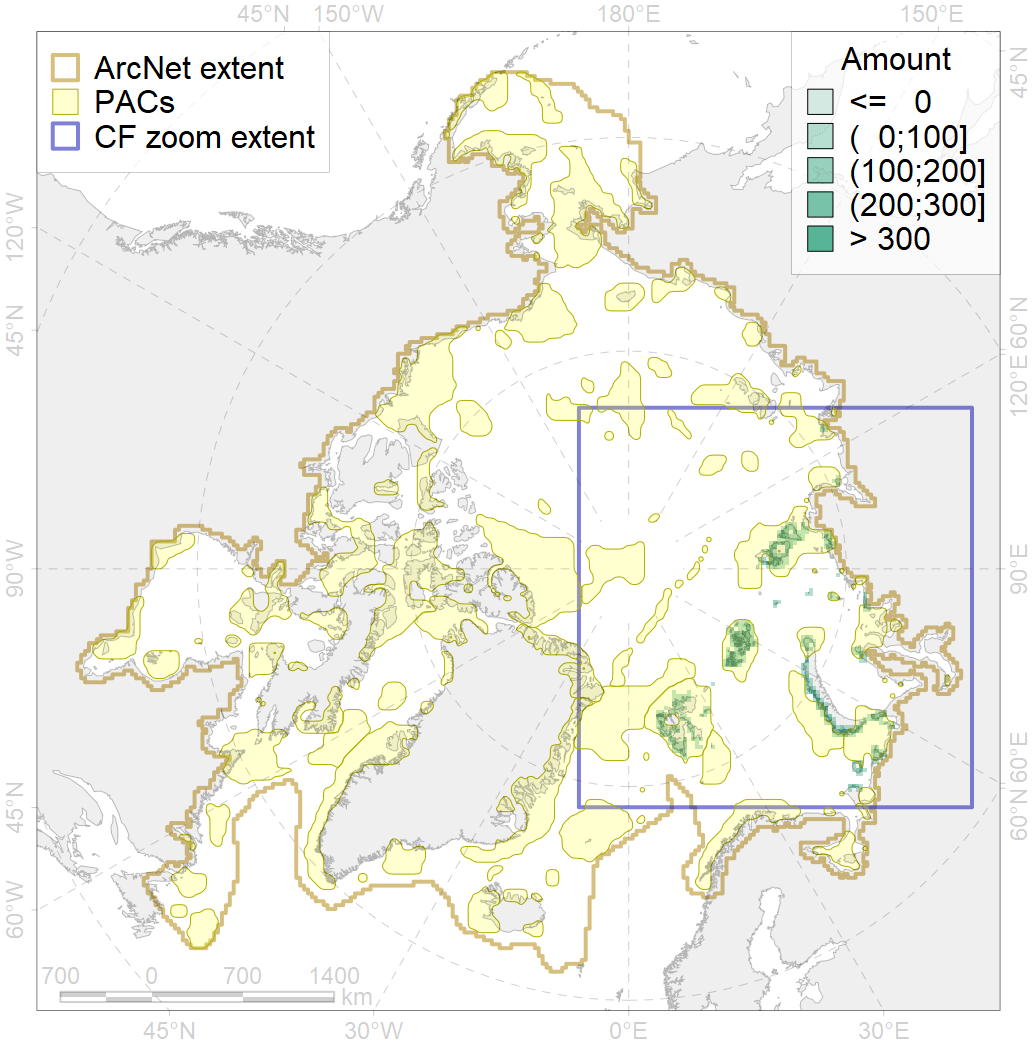 45°N 150°W 180°E 150°E
ArcNet extent
PACs
CF zoom extent
Amount
<= 0
( 0;100]
(100;200]
(200;300]
> 300
45°N
120°W
45°N
60°N
120°E
90°W
90°E
45°N
60°E
60°N
60°W
700 0 700 1400
km
45°W 30°W 0°E 30°E